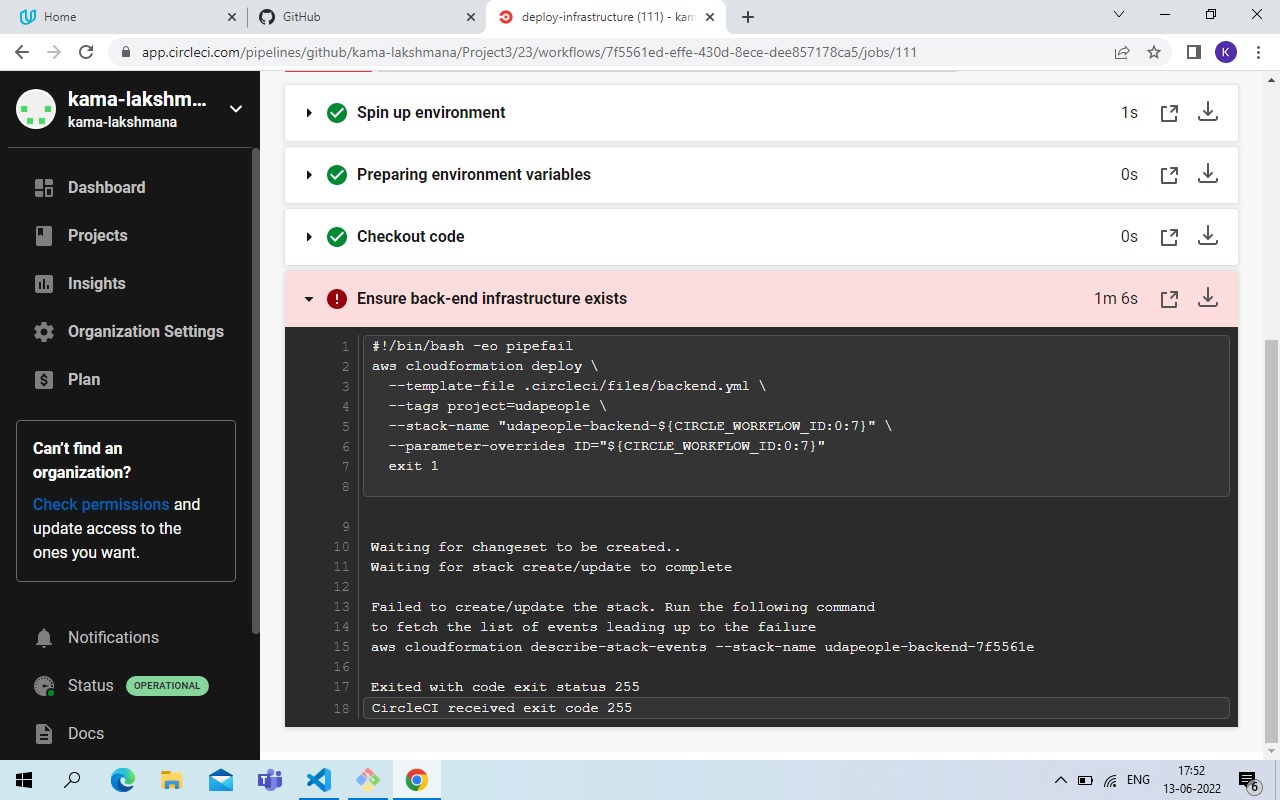 Home
GitHub
deploy-infrastructure (111) - kam
app.circleci.com/pipelines/github/kama-lakshmana/Project3/23/workflows/7f5561ed-effe-430d-8ece-dee857178ca5/jobs/111
K
kama-lakshm...
kama-lakshmana
Dashboard
Projects
Insights
Organization Settings
Plan
Can't find an
organization?
Check permissions and
update access to the
ones you want.
Notifications
Status OPERATIONAL
Docs
Spin up environment 1s
Preparing environment variables 0s
Checkout code 0s
Ensure back-end infrastructure exists 1m 6s
1 #!/bin/bash -eo pipefail
2 aws cloudformation deploy \
3 --template-file .circleci/files/backend.yml \
4 --tags project=udapeople \
5 --stack-name "udapeople-backend-${CIRCLE_WORKFLOW_ID:0:7}" \
6 --parameter-overrides ID="${CIRCLE_WORKFLOW_ID:0:7}"
7 exit 1
8
9
10 Waiting for changeset to be created..
11 Waiting for stack create/update to complete
12
13 Failed to create/update the stack. Run the following command
14 to fetch the list of events leading up to the failure
15 aws cloudformation describe-stack-events --stack-name udapeople-backend-7f5561e
16
17 Exited with code exit status 255
18 CircleCI received exit code 255
ENG
17:52
13-06-2022
6